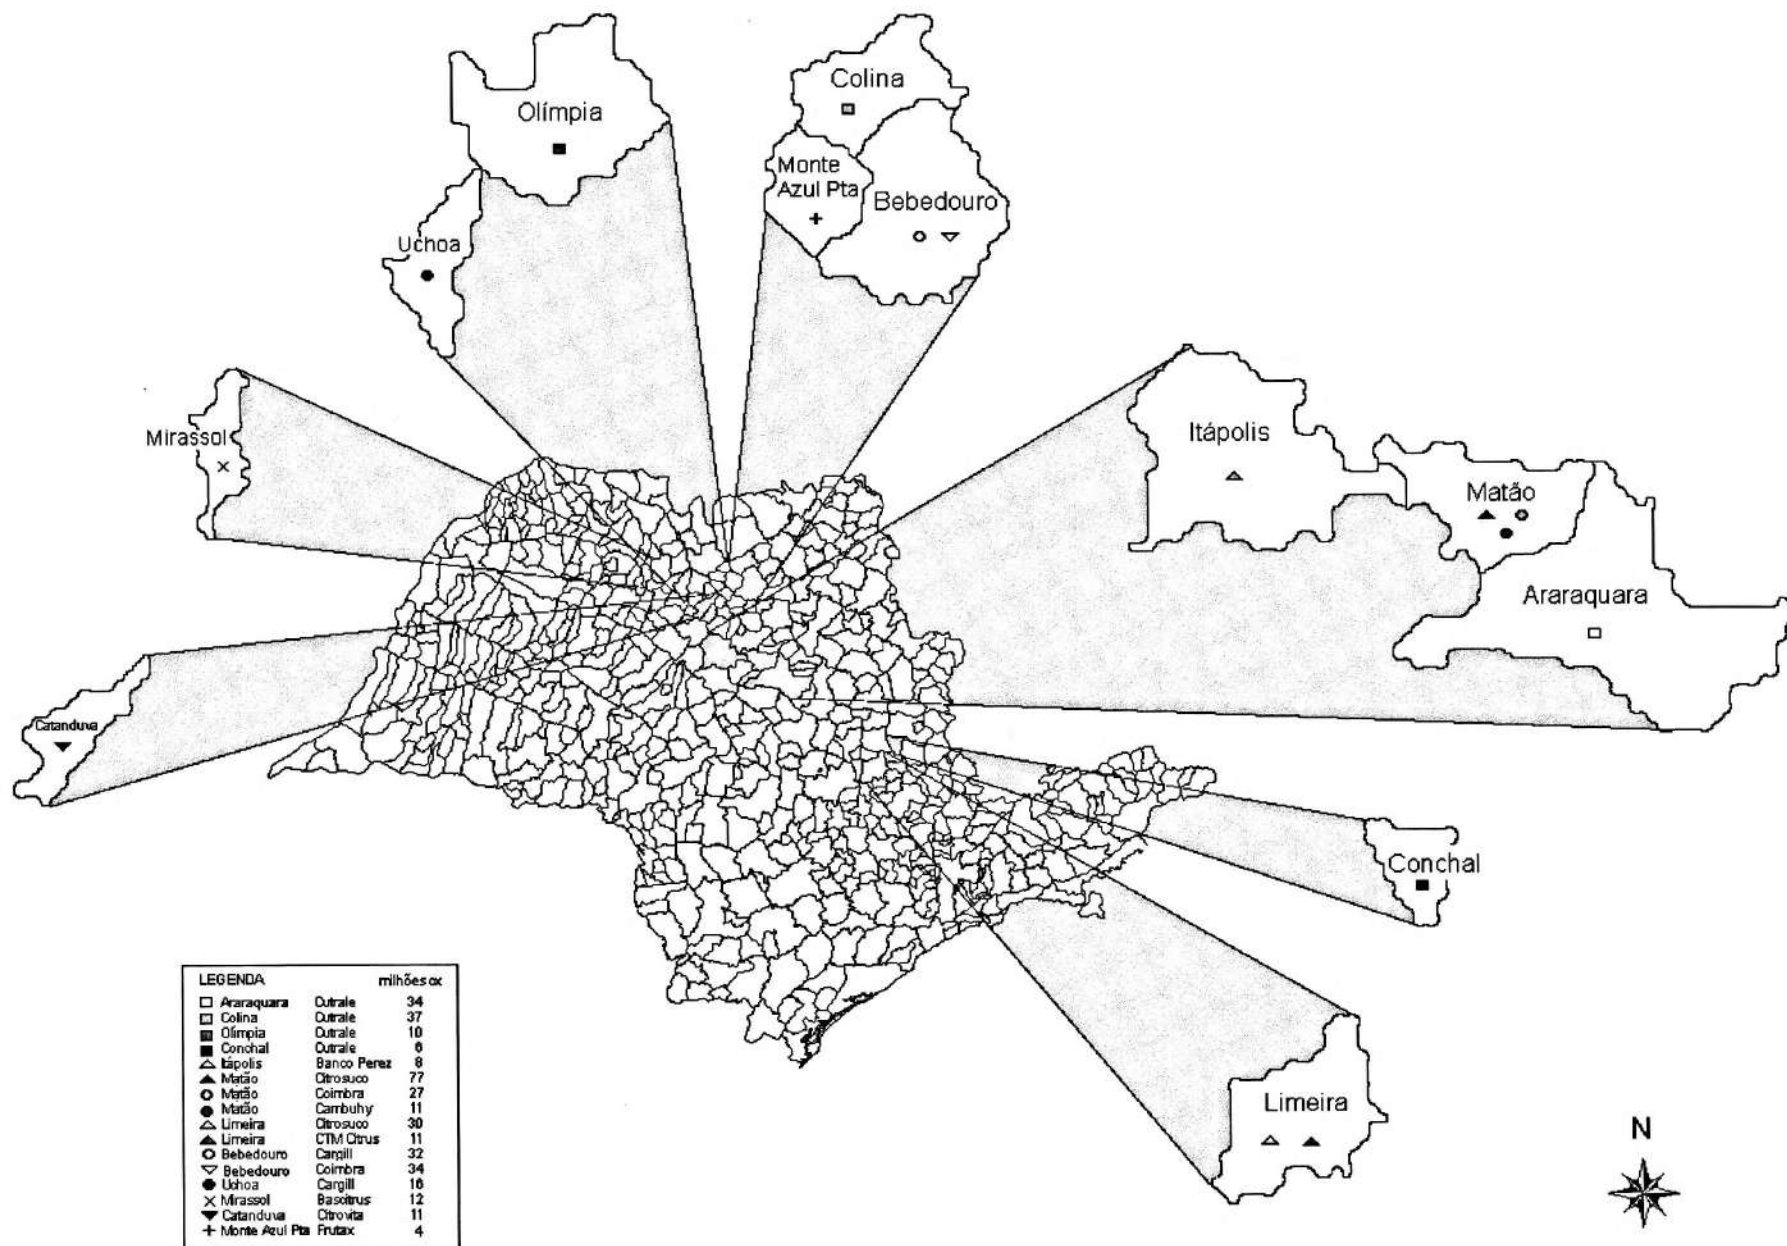 Olímpia
Colina
Monte
Azul Pta
Bebedouro
Uchoa
Mirassol
Itápolis
Matão
Araraquara
Catanduva
Conchal
Limeira
N
LEGENDA milhões cx
Araraquara Cutrale 34
Colina Cutrale 37
Olímpia Cutrale 10
Conchal Cutrale 6
Itápolis Banco Perez 8
Matão Citrosuco 77
Matão Coimbra 27
Matão Cambuhy 11
Limeira Citrosuco 30
Limeira CTM Citrus 11
Bebedouro Cargill 32
Bebedouro Coimbra 34
Uchoa Cargill 16
Mirassol Bascitrus 12
Catanduva Citrovita 11
Monte Azul Pta Frutax 4